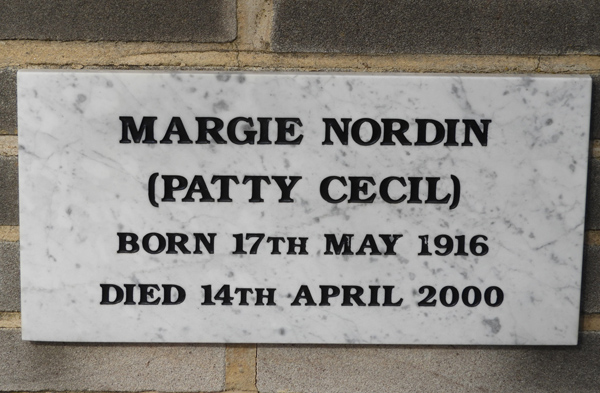 MARGIE NORDIN
(PATTY CECIL)
BORN 17TH MAY 1916
DIED 14TH APRIL 2000